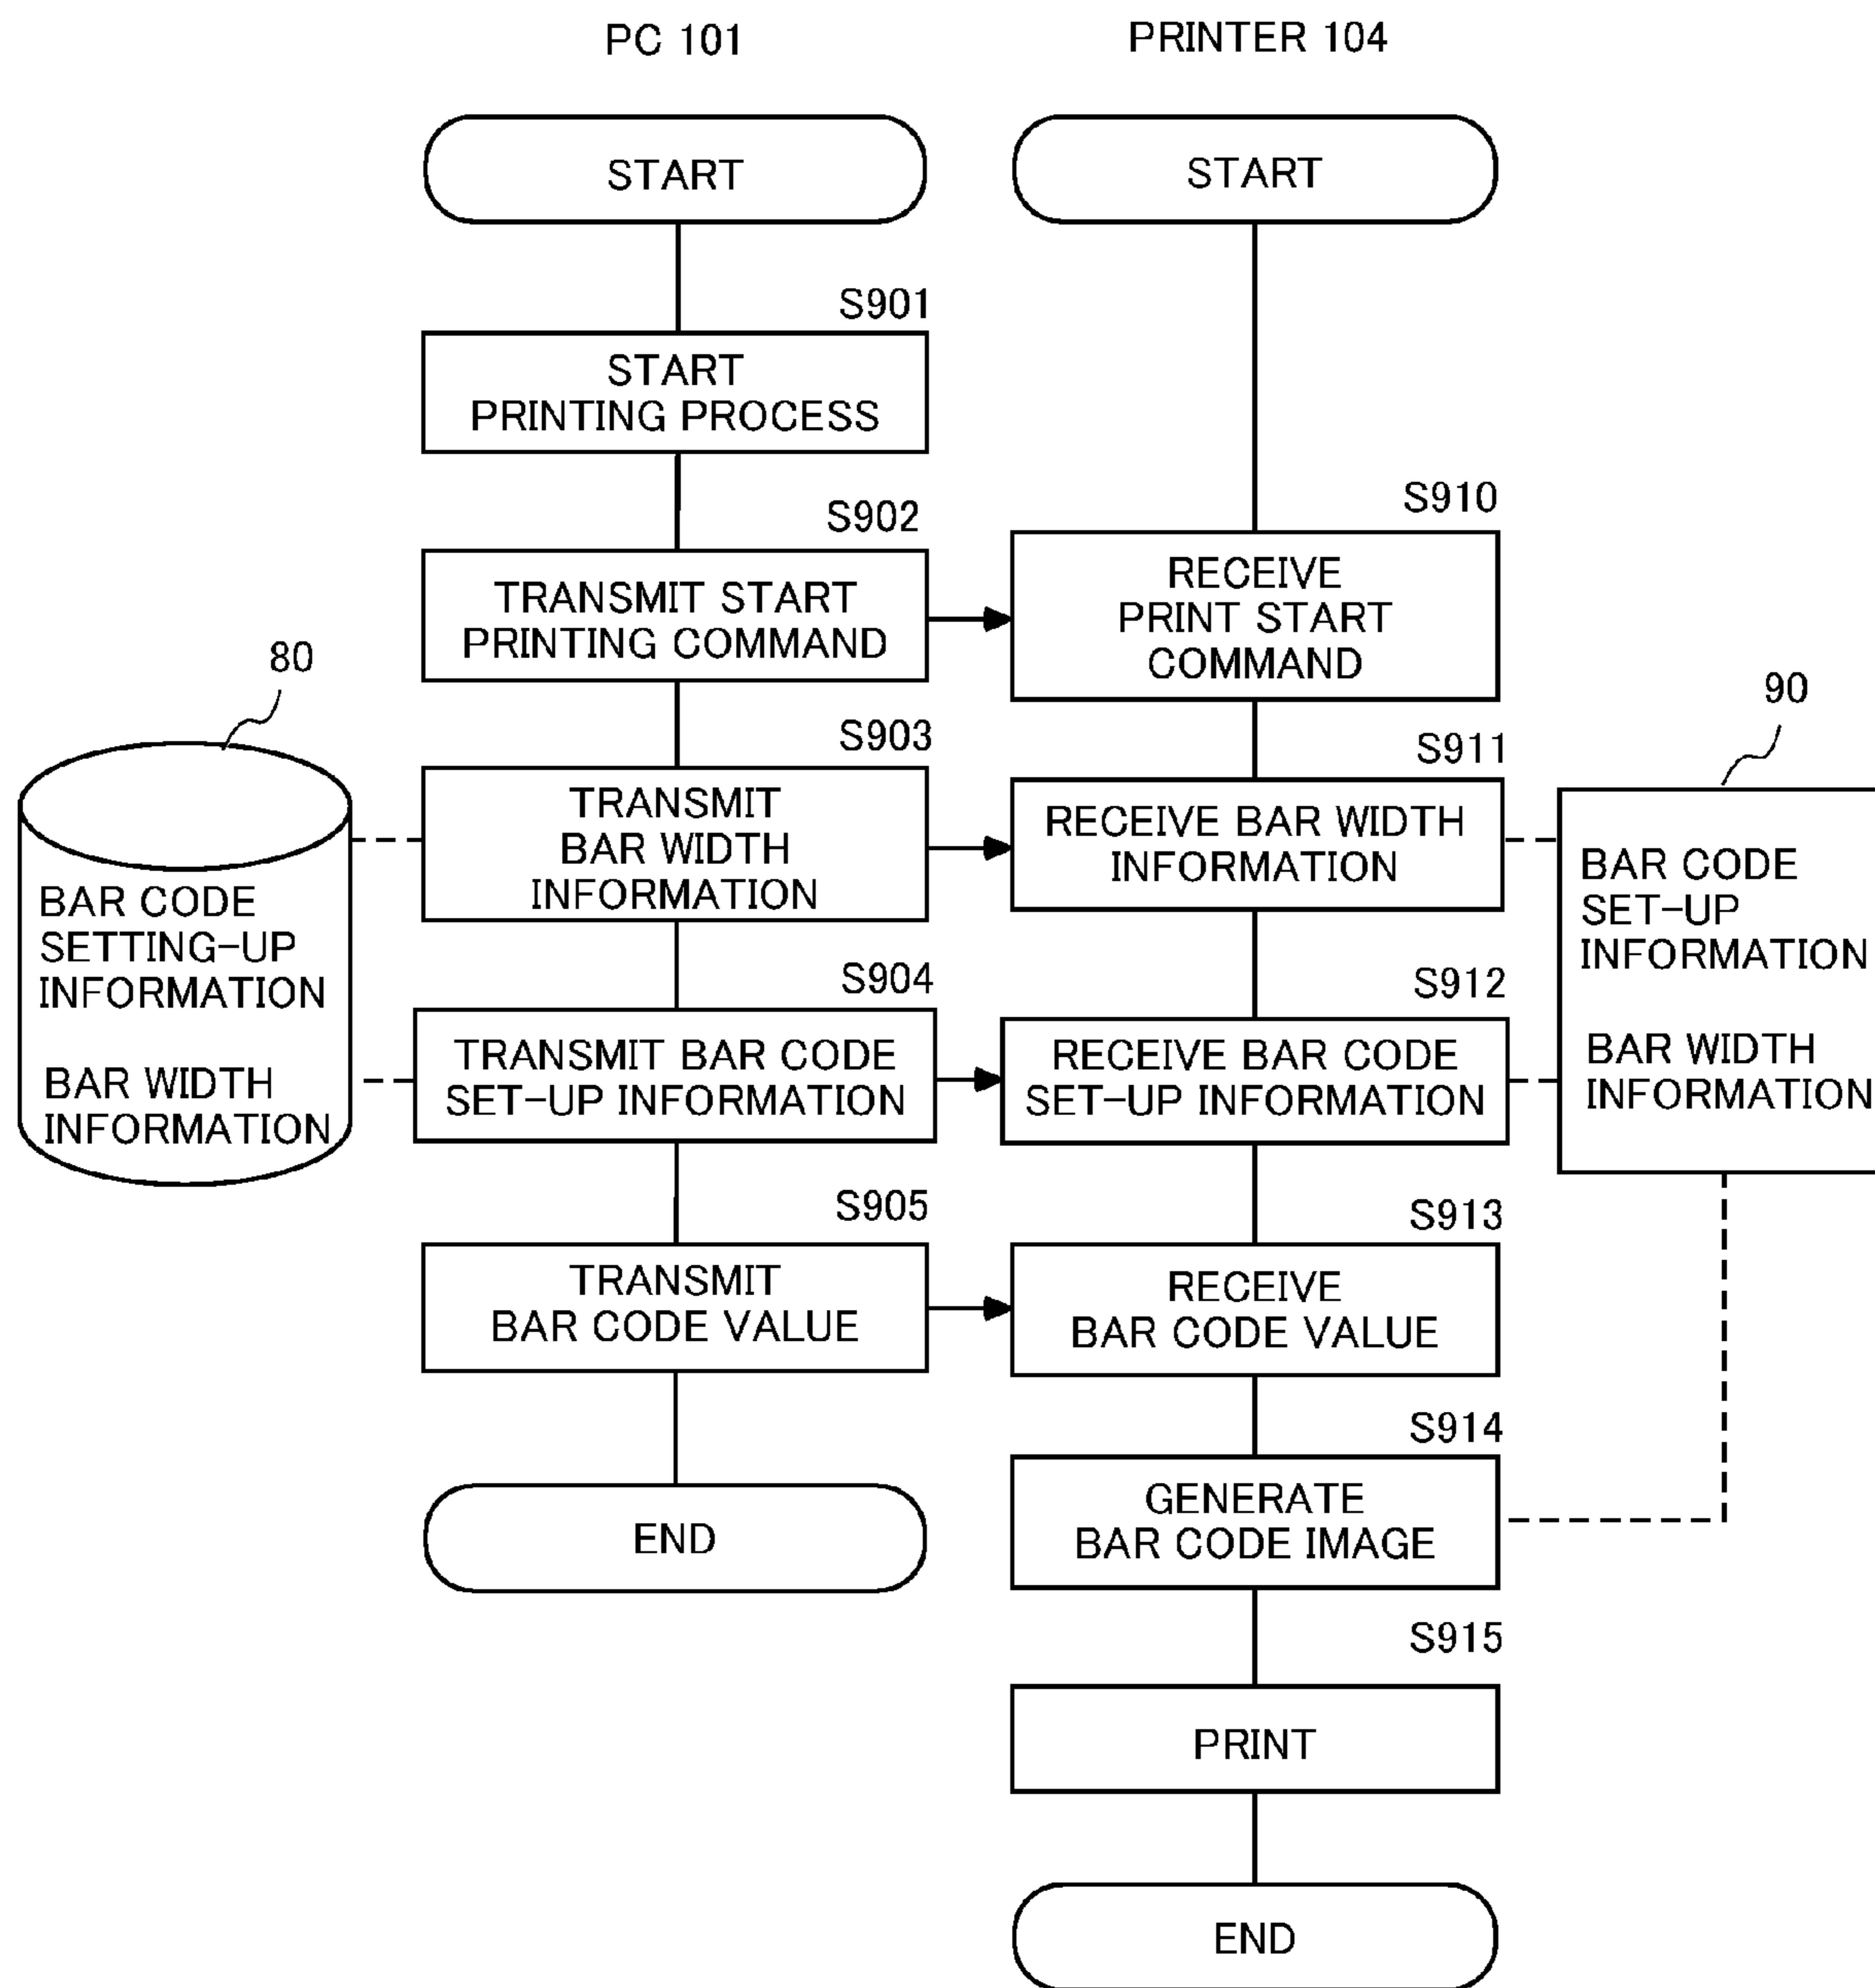 PC 101
PRINTER 104
START
START
S901
START
PRINTING PROCESS
S902
TRANSMIT START
PRINTING COMMAND
S910
RECEIVE
PRINT START
COMMAND
80
90
S903
TRANSMIT
BAR WIDTH
INFORMATION
S911
RECEIVE BAR WIDTH
INFORMATION
BAR CODE
SETTING-UP
INFORMATION
BAR WIDTH
INFORMATION
BAR CODE
SET-UP
INFORMATION
BAR WIDTH
INFORMATION
S904
TRANSMIT BAR CODE
SET-UP INFORMATION
S912
RECEIVE BAR CODE
SET-UP INFORMATION
S905
TRANSMIT
BAR CODE VALUE
S913
RECEIVE
BAR CODE VALUE
END
S914
GENERATE
BAR CODE IMAGE
S915
PRINT
END